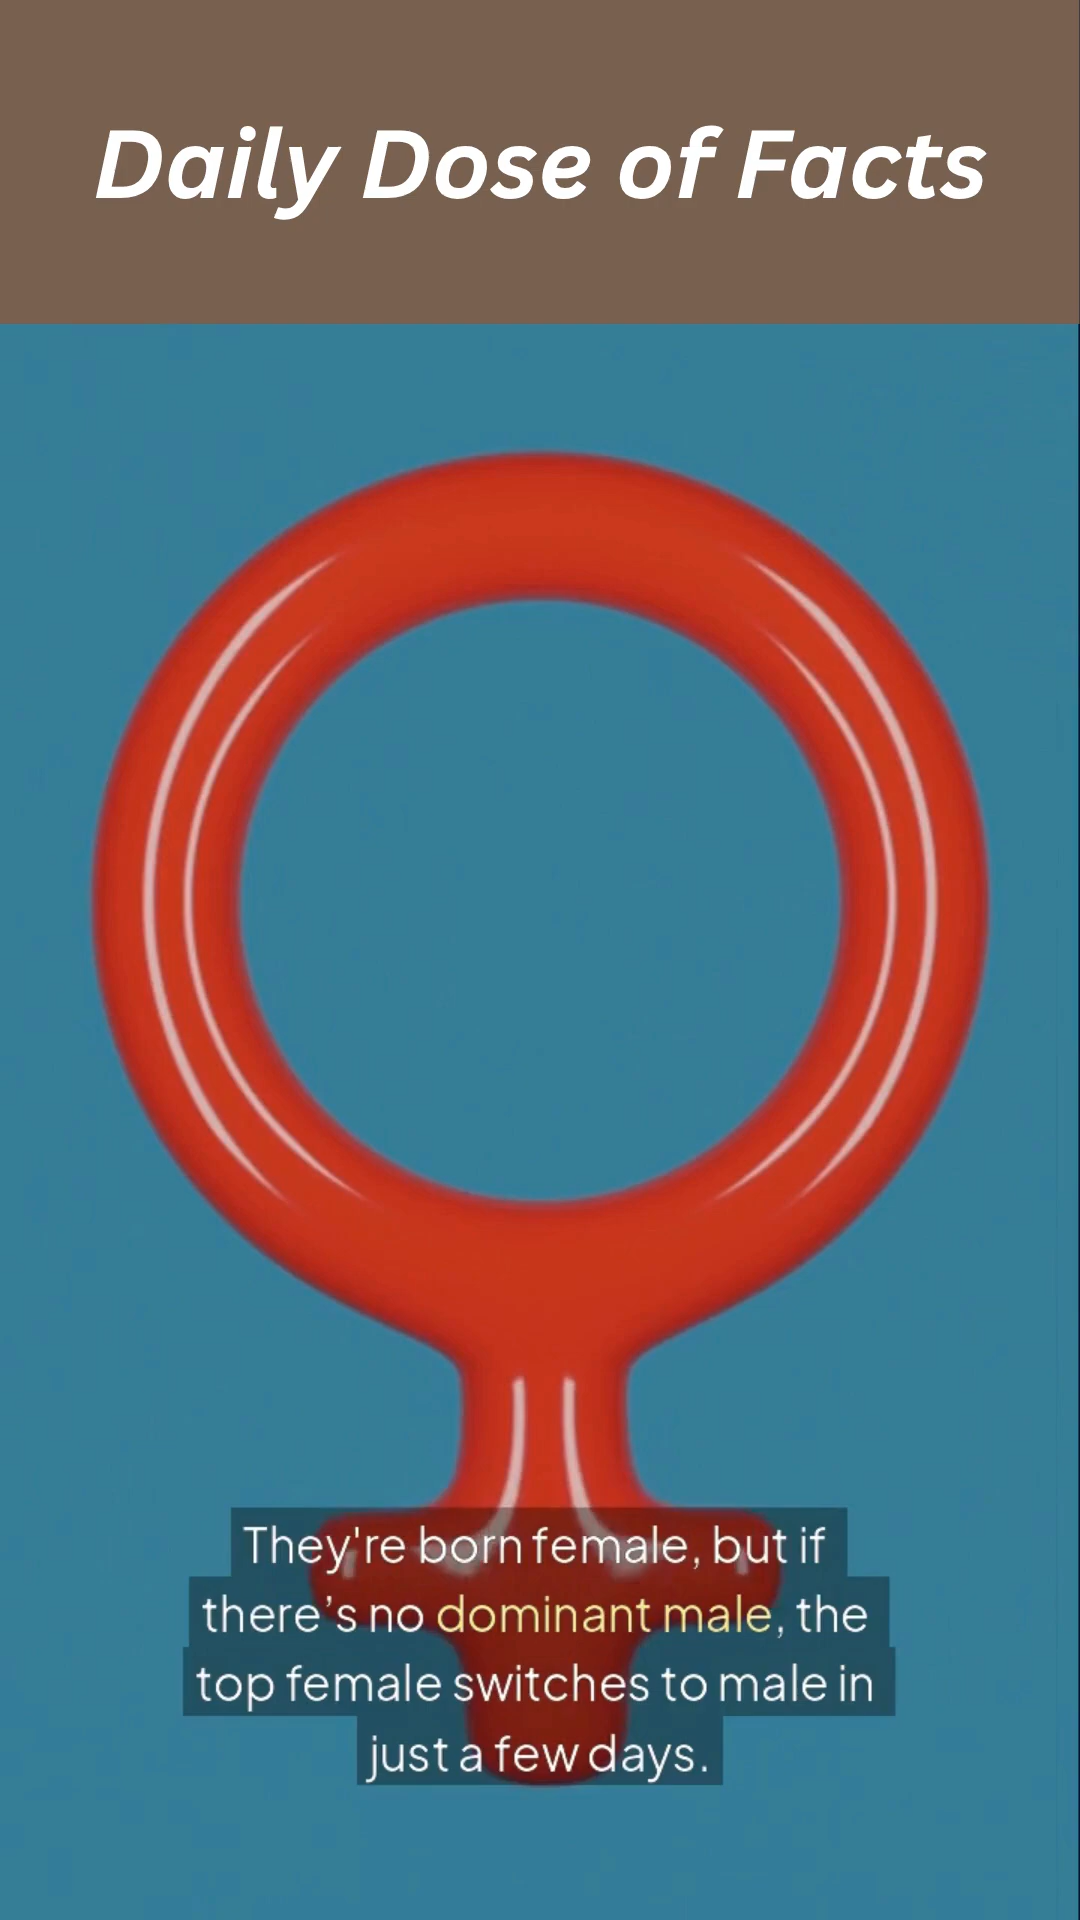 Daily Dose of Facts
They're born female, but if
there’s no dominant male, the
top female switches to male in
just a few days.